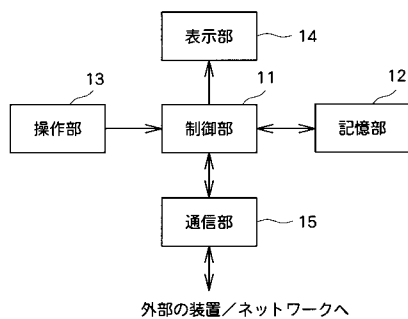 表示部
14
13
11
12
操作部
制御部
記憶部
通信部
15
外部の装置／ネットワークへ